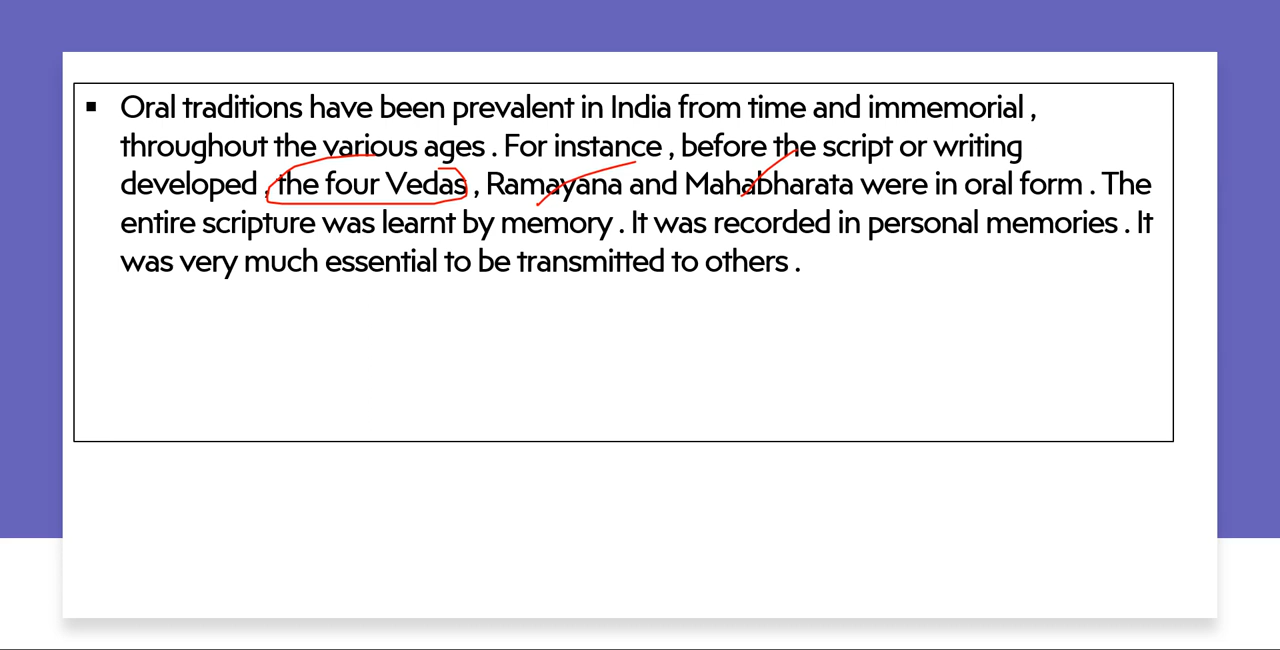 ▪ Oral traditions have been prevalent in India from time and immemorial ,
throughout the various ages . For instance , before the script or writing
developed , the four Vedas , Ramayana and Mahabharata were in oral form . The
entire scripture was learnt by memory . It was recorded in personal memories . It
was very much essential to be transmitted to others .